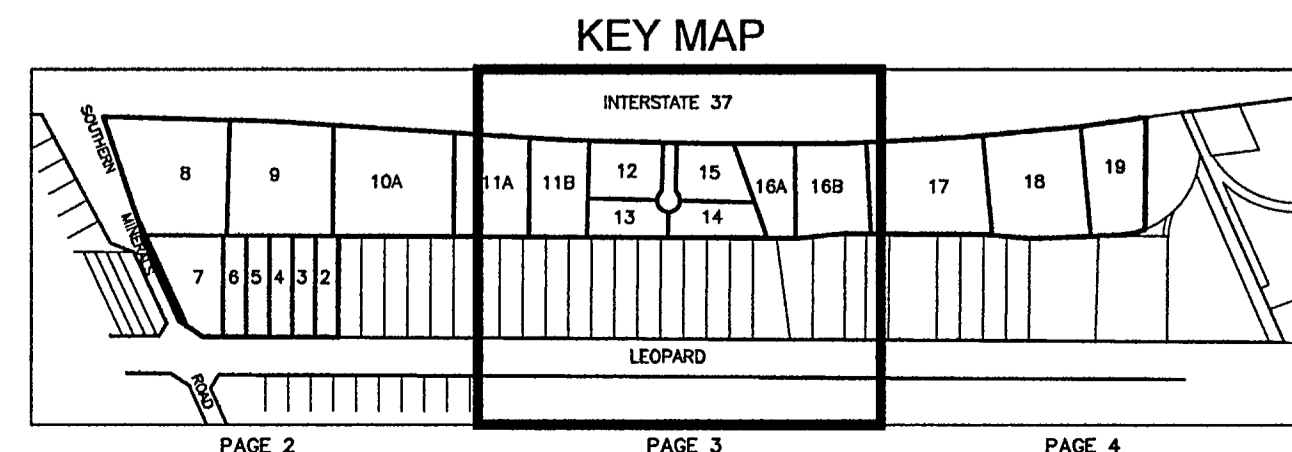 KEY MAP
INTERSTATE 37
SOUTHERN
MINERALS
ROAD
8
9
10A
11A
11B
12
15
16A
16B
17
18
19
13
14
7
6
5
4
3
2
LEOPARD
PAGE 2
PAGE 3
PAGE 4